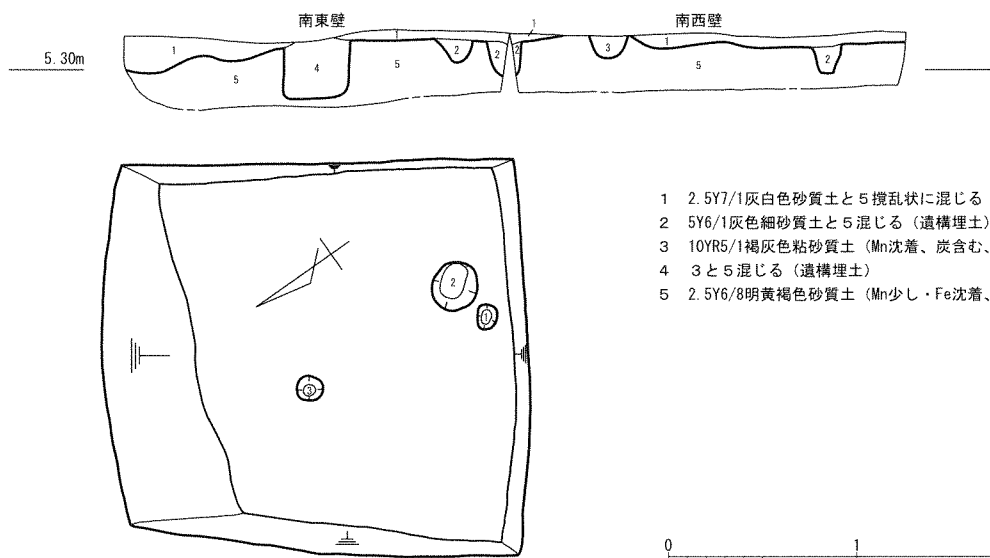 南東壁
南西壁
5.30m
1
5
4
1
5
2
2
1
2
3
1
5
2
1 2.5Y7/1灰白色砂質土と5撹乱状に混じる
2 5Y6/1灰色細砂質土と5混じる（遺構埋土）
3 10YR5/1褐灰色粘砂質土（Mn沈着、炭含む、
4 3と5混じる（遺構埋土）
5 2.5Y6/8明黄褐色砂質土（Mn少し・Fe沈着、
2
1
3
0 1